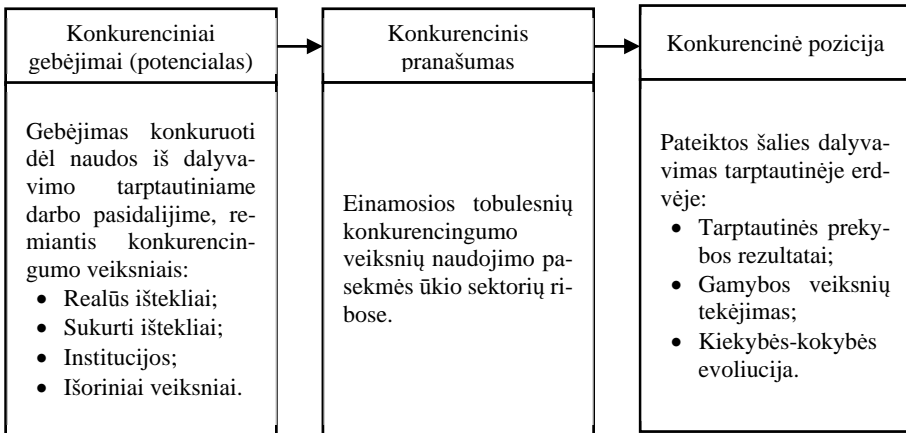 Konkurenciniai
gebėjimai (potencialas)
Gebėjimas konkuruoti
dėl naudos iš dalyva-
vimo tarptautiniame
darbo pasidalijime, re-
miantis konkurencin-
gumo veiksniais:
• Realūs ištekliai;
• Sukurti ištekliai;
• Institucijos;
• Išoriniai veiksniai.
Konkurencinis
pranašumas
Einamosios tobulesnių
konkurencingumo
veiksnių naudojimo pa-
sekmės ūkio sektorių ri-
bose.
Konkurencinė pozicija
Pateiktos šalies dalyva-
vimas tarptautinėje erd-
vėje:
• Tarptautinės preky-
bos rezultatai;
• Gamybos veiksnių
tekėjimas;
• Kiekybės-kokybės
evoliucija.